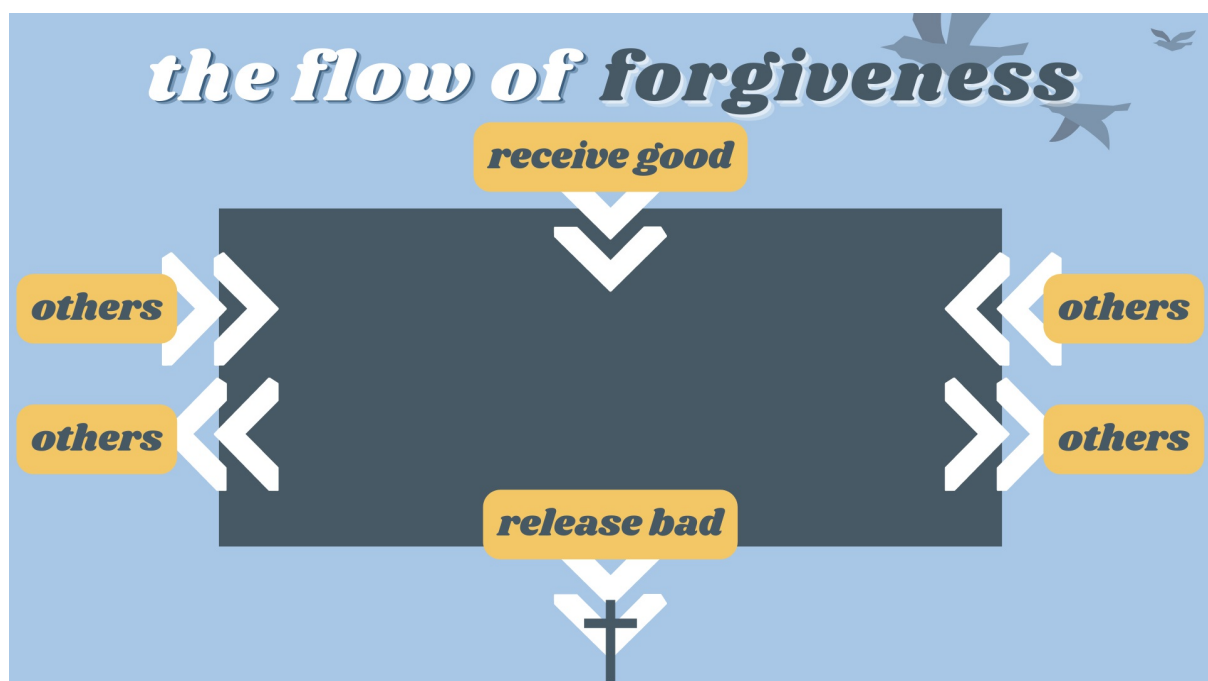 the flow of forgiveness
receive good
others
others
others
others
release bad